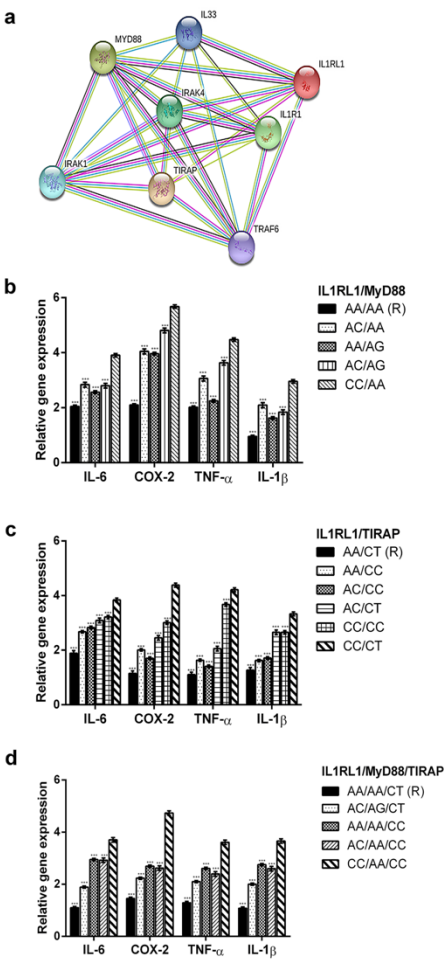 a
IL33
MYD88
IL1RL1
IRAK4
IL1R1
IRAK1
TIRAP
TRAF6
b
IL1RL1/MyD88
AA/AA (R)
AC/AA
AA/AG
AC/AG
CC/AA
Relative gene expression
6
4
2
0
*** *** *** ***
*** *** *** ***
*** *** *** ***
*** *** *** ***
IL-6 COX-2 TNF-α IL-1β
c
IL1RL1/TIRAP
AA/CT (R)
AA/CC
AC/CC
AC/CT
CC/CC
CC/CT
Relative gene expression
6
4
2
0
*** *** *** *** ***
*** *** *** *** ***
*** *** *** *** ***
*** *** *** *** ***
IL-6 COX-2 TNF-α IL-1β
d
IL1RL1/MyD88/TIRAP
AA/AA/CT (R)
AC/AG/CT
AA/AA/CC
AC/AA/CC
CC/AA/CC
Relative gene expression
6
4
2
0
*** *** *** ***
*** *** *** ***
*** *** *** ***
*** *** *** ***
IL-6 COX-2 TNF-α IL-1β